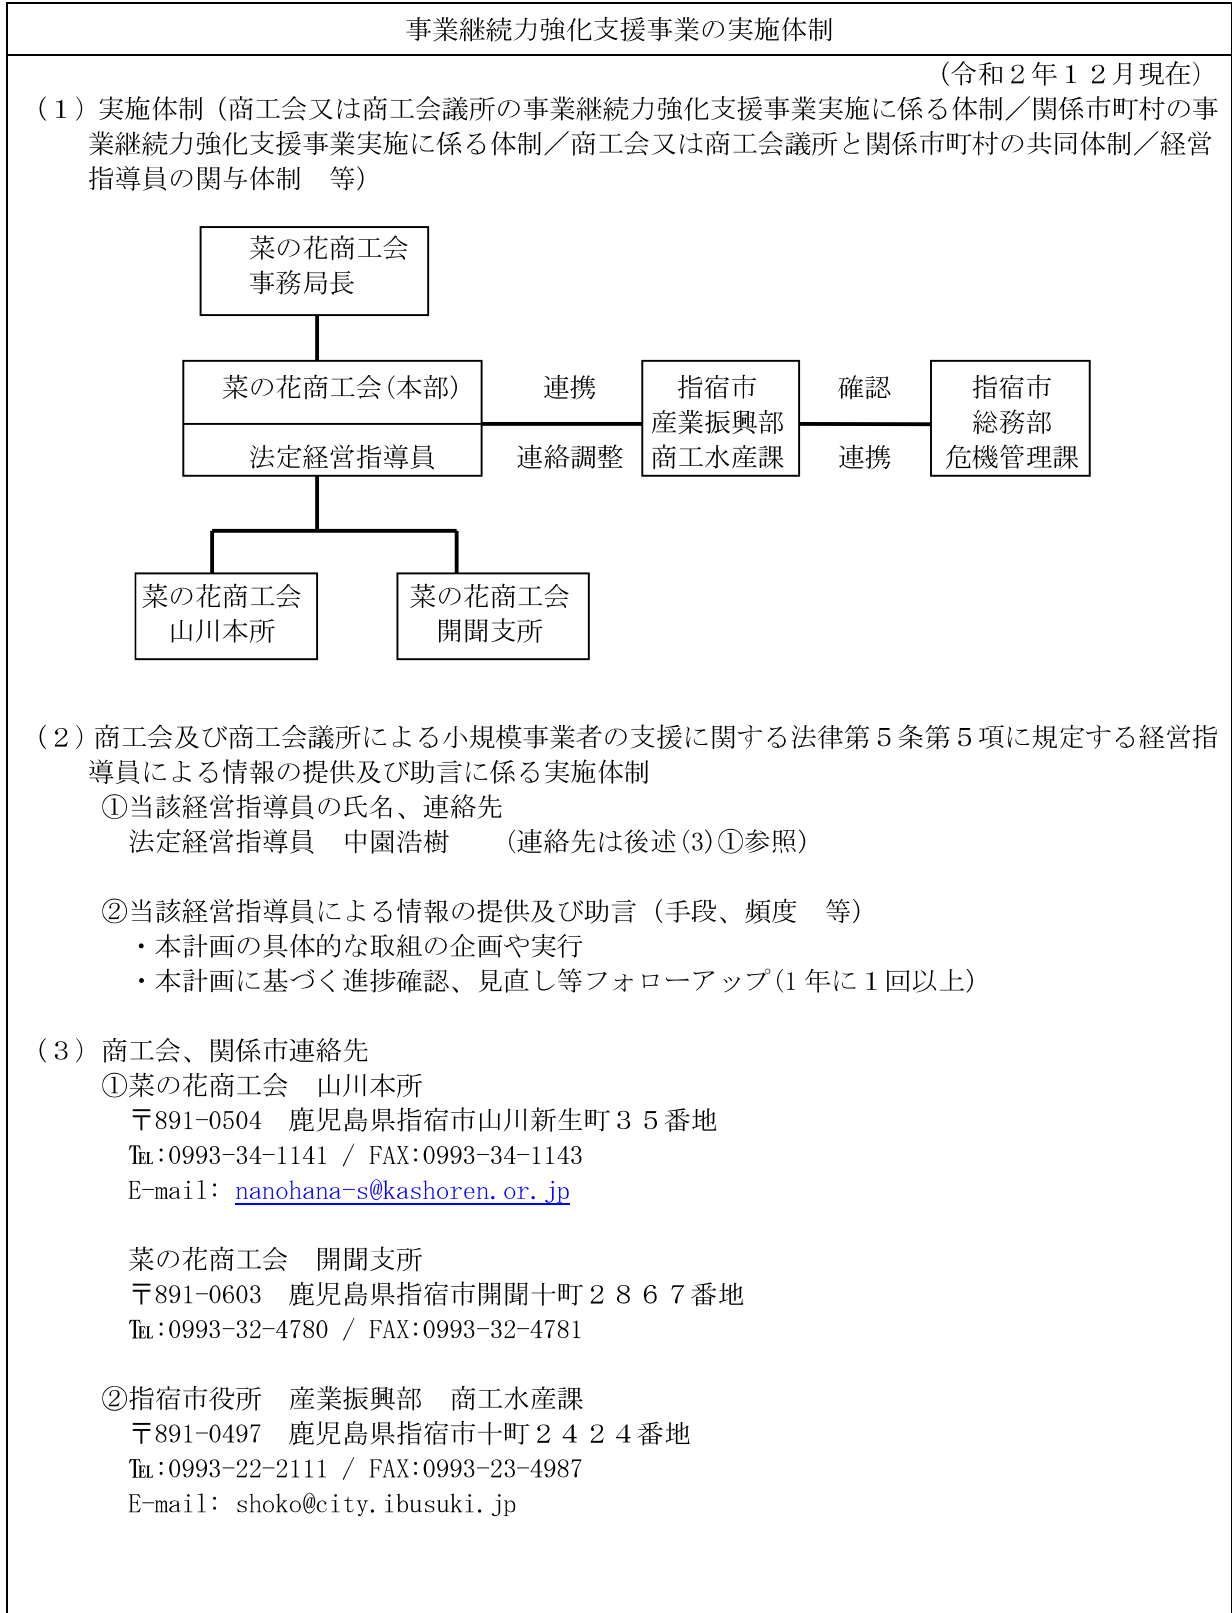 事業継続力強化支援事業の実施体制
（令和２年１２月現在）
（１）実施体制（商工会又は商工会議所の事業継続力強化支援事業実施に係る体制／関係市町村の事
業継続力強化支援事業実施に係る体制／商工会又は商工会議所と関係市町村の共同体制／経営
指導員の関与体制　等）
菜の花商工会
事務局長
菜の花商工会(本部)
法定経営指導員
連携
連絡調整
指宿市
産業振興部
商工水産課
確認
連携
指宿市
総務部
危機管理課
菜の花商工会
山川本所
菜の花商工会
開聞支所
（２）商工会及び商工会議所による小規模事業者の支援に関する法律第５条第５項に規定する経営指
導員による情報の提供及び助言に係る実施体制
①当該経営指導員の氏名、連絡先
法定経営指導員　中園浩樹　　（連絡先は後述(3)①参照）
②当該経営指導員による情報の提供及び助言（手段、頻度　等）
・本計画の具体的な取組の企画や実行
・本計画に基づく進捗確認、見直し等フォローアップ(1 年に１回以上)
（３）商工会、関係市連絡先
①菜の花商工会　山川本所
〒891-0504　鹿児島県指宿市山川新生町３５番地
℡:0993-34-1141 / FAX:0993-34-1143
E-mail: nanohana-s@kashoren.or.jp
菜の花商工会　開聞支所
〒891-0603　鹿児島県指宿市開聞十町２８６７番地
℡:0993-32-4780 / FAX:0993-32-4781
②指宿市役所　産業振興部　商工水産課
〒891-0497　鹿児島県指宿市十町２４２４番地
℡:0993-22-2111 / FAX:0993-23-4987
E-mail: shoko@city.ibusuki.jp